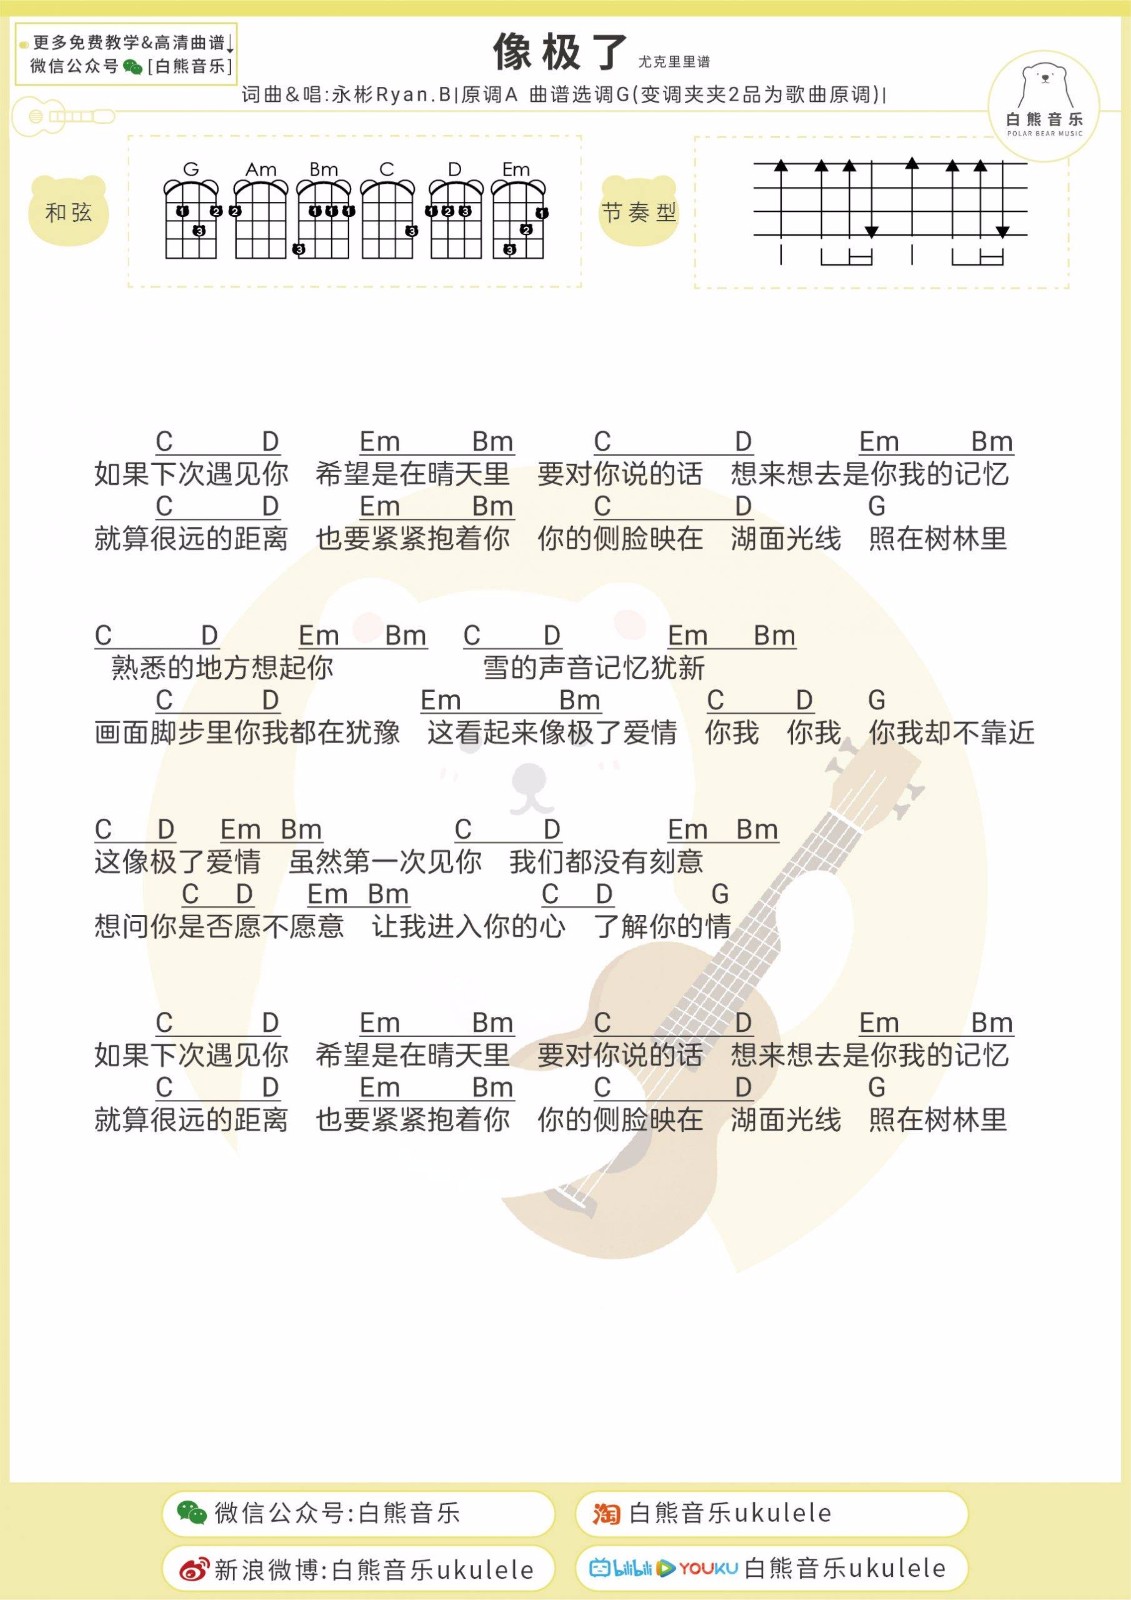 更多免费教学&高清曲谱
微信公众号 [白熊音乐]
像极了 尤克里里谱
词曲&唱:永彬Ryan.B|原调A 曲谱选调G(变调夹夹2品为歌曲原调)|
白熊音乐
POLAR BEAR MUSIC
和弦
G Am Bm C D Em
1 2 3 2 1 1 1 3 3 1 2 3 1 2 3
节奏型
C D Em Bm C D Em Bm
如果下次遇见你 希望是在晴天里 要对你说的话 想来想去是你我的记忆
C D Em Bm C D G
就算很远的距离 也要紧紧抱着你 你的侧脸映在 湖面光线 照在树林里
C D Em Bm C D Em Bm
熟悉的地方想起你 雪的声音记忆犹新
C D Em Bm C D G
画面脚步里你我都在犹豫 这看起来像极了爱情 你我 你我 你我却不靠近
C D Em Bm C D Em Bm
这像极了爱情 虽然第一次见你 我们都没有刻意
C D Em Bm C D G
想问你是否愿不愿意 让我进入你的心 了解你的情
C D Em Bm C D Em Bm
如果下次遇见你 希望是在晴天里 要对你说的话 想来想去是你我的记忆
C D Em Bm C D G
就算很远的距离 也要紧紧抱着你 你的侧脸映在 湖面光线 照在树林里
微信公众号:白熊音乐
淘 白熊音乐ukulele
新浪微博:白熊音乐ukulele
bilibili YOUKU 白熊音乐ukulele